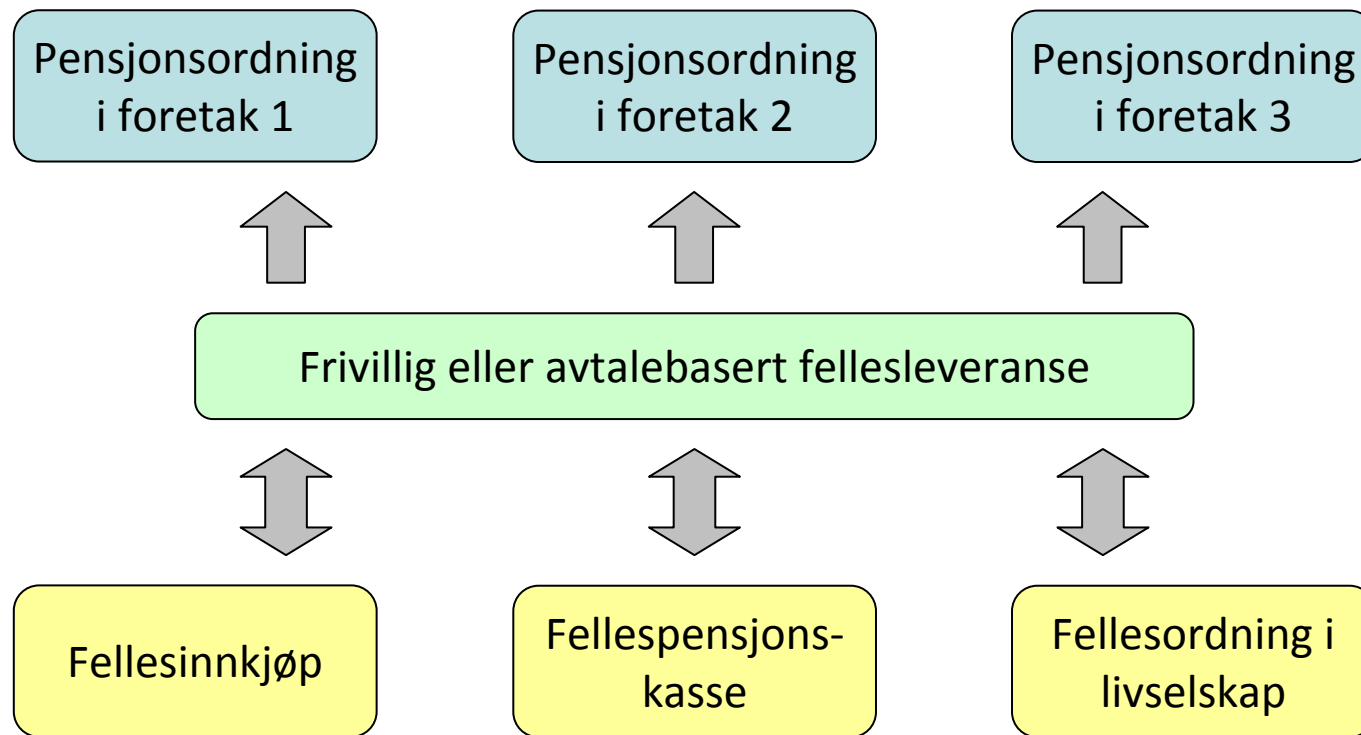 Pensjonsordning
i foretak 1
Pensjonsordning
i foretak 2
Pensjonsordning
i foretak 3
Frivillig eller avtalebasert fellesleveranse
Fellesinnkjøp
Fellespensjons-
kasse
Fellesordning i
livselskap